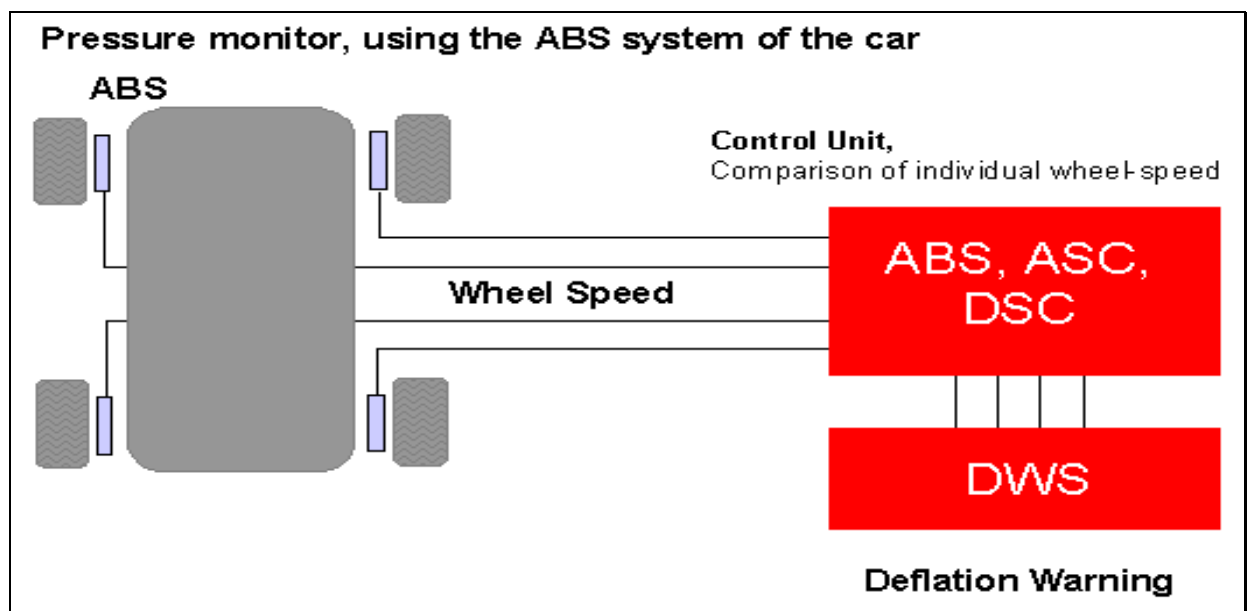 Pressure monitor, using the ABS system of the car
ABS
Control Unit,
Comparison of individual wheel-speed
ABS, ASC,
DSC
Wheel Speed
DWS
Deflation Warning